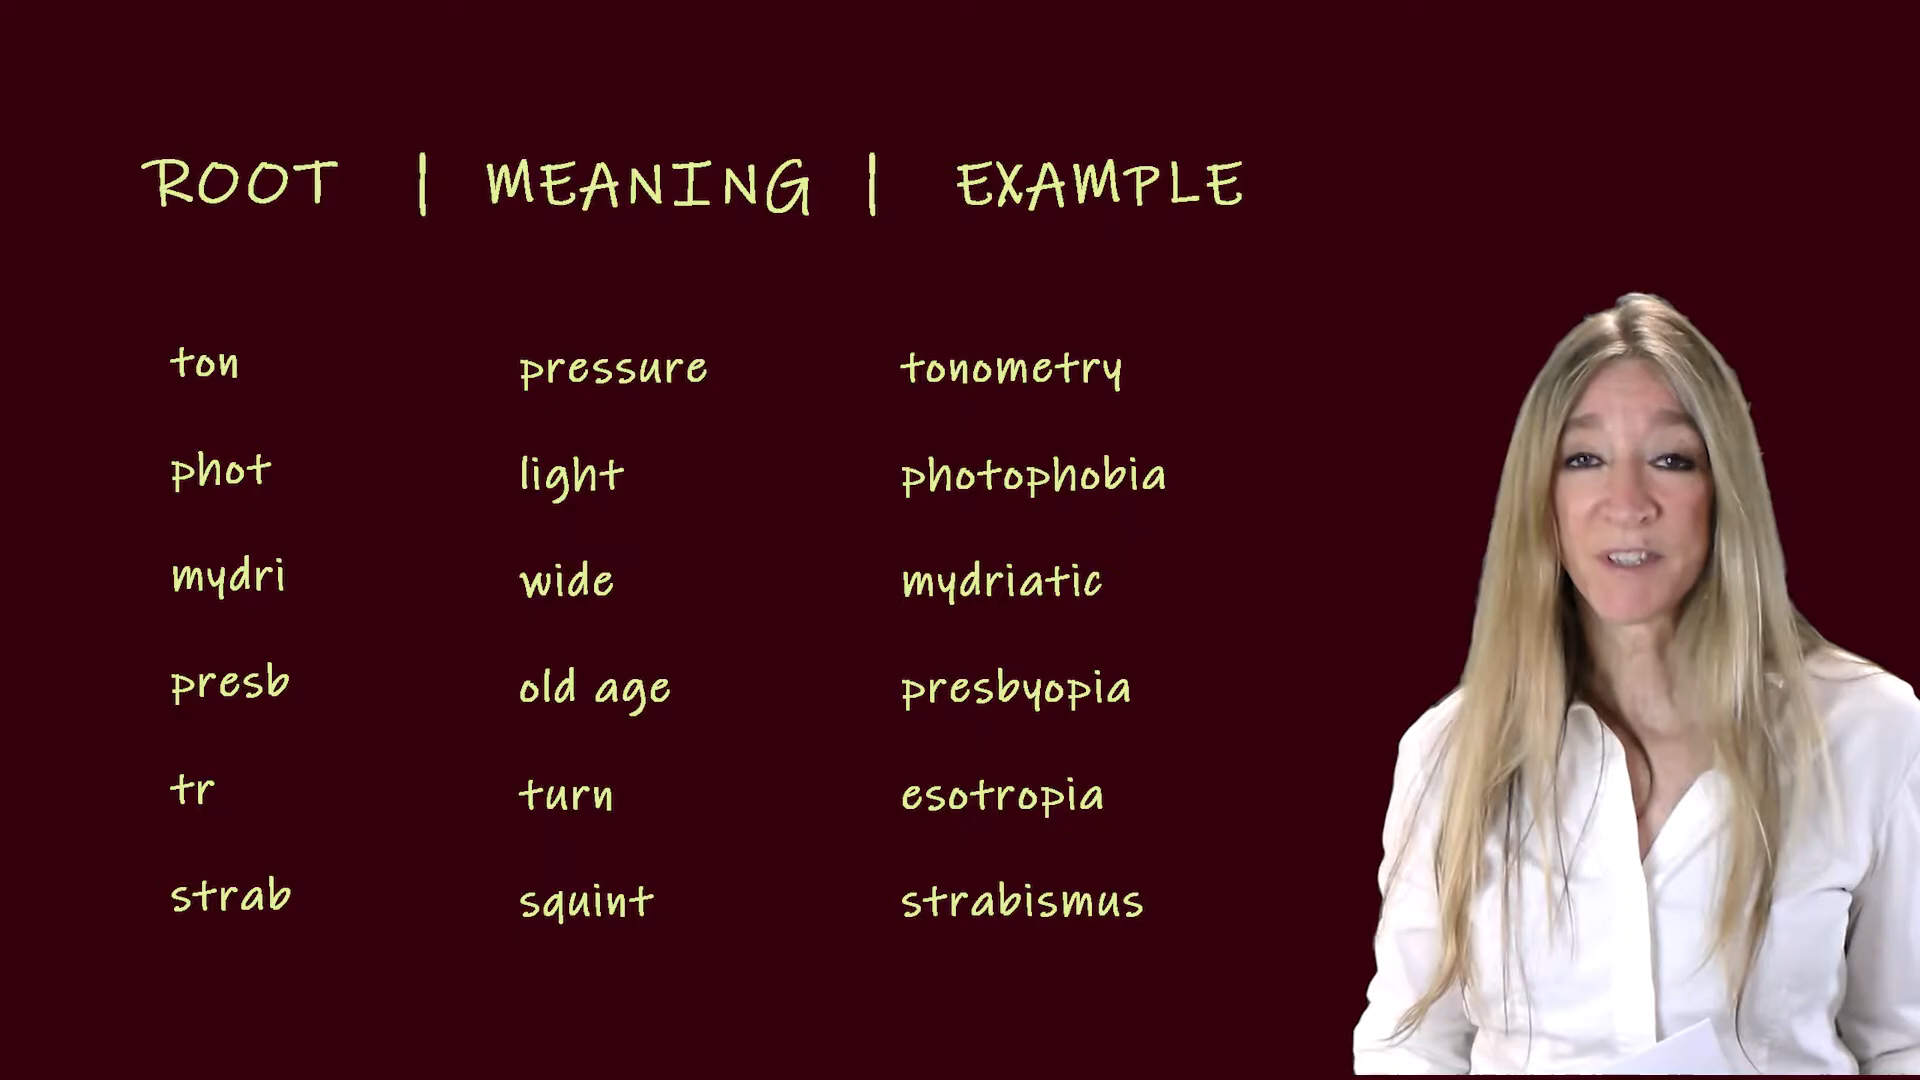 ROOT | MEANING | EXAMPLE
ton pressure tonometry
phot light photophobia
mydri wide mydriatic
presb old age presbyopia
tr turn esotropia
strab squint strabismus